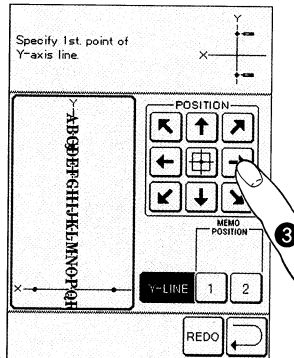 Specify 1st. point of
Y-axis line.
Y
X
POSITION
Y
ABCDEFGHIJKLMNOPQR
X
MEMO
POSITION
Y-LINE 1 2
3
REDO